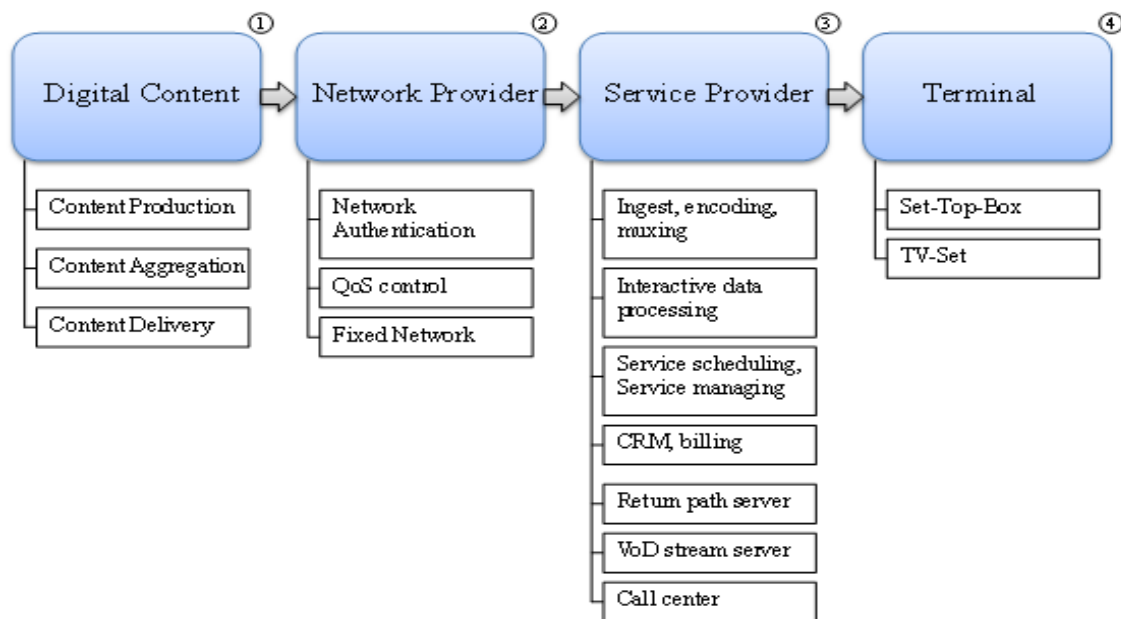 ①
②
③
④
Digital Content
Network Provider
Service Provider
Terminal
Content Production
Content Aggregation
Content Delivery
Network
Authentication
QoS control
Fixed Network
Ingest, encoding,
muxing
Interactive data
processing
Service scheduling,
Service managing
CRM, billing
Return path server
VoD stream server
Call center
Set-Top-Box
TV-Set